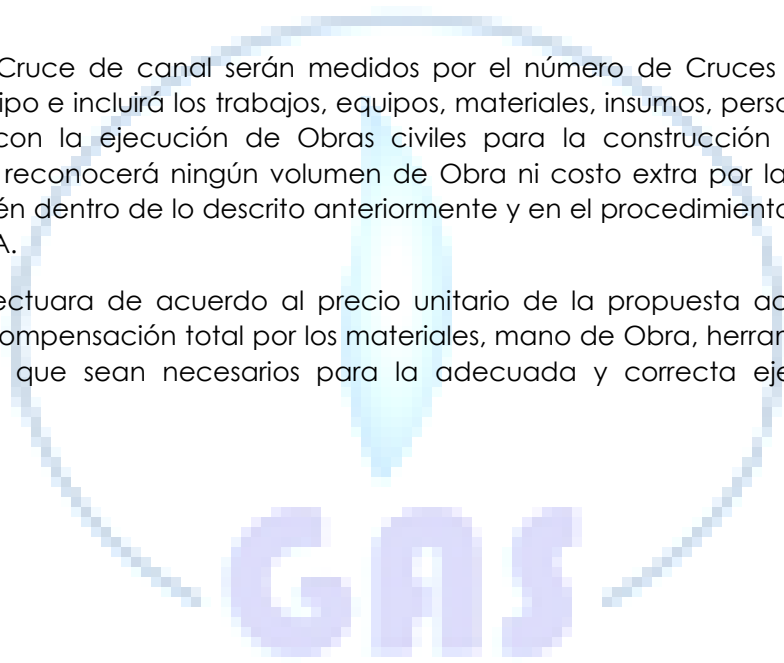 Cruce de canal serán medidos por el número de Cruces
ipo e incluirá los trabajos, equipos, materiales, insumos, perso
con la ejecución de Obras civiles para la construcción
reconocerá ningún volumen de Obra ni costo extra por la
én dentro de lo descrito anteriormente y en el procedimiento
A.
ectuara de acuerdo al precio unitario de la propuesta ac
ompensación total por los materiales, mano de Obra, herran
que sean necesarios para la adecuada y correcta eje
GAS